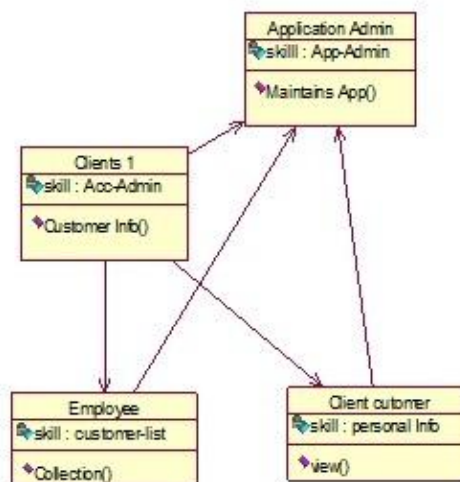 Application Admin
skilll : App-Admin
Maintains App()
Clients 1
skill : Acc-Admin
Customer Info()
Employee
skill : customer-list
Collection()
Client cutomer
skill : personal Info
view()